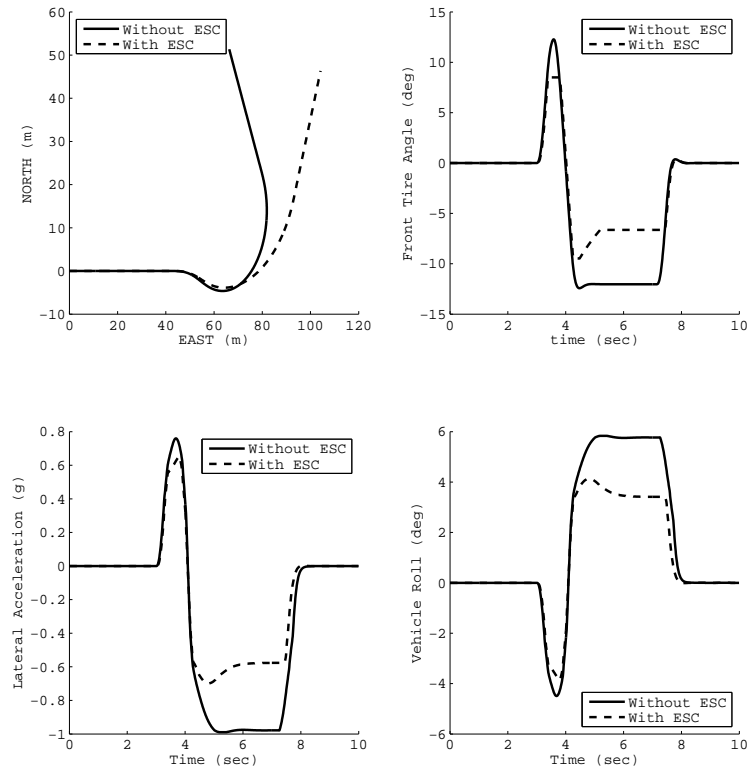 60
50
40
30
20
10
0
−10
NORTH (m)
0 20 40 60 80 100 120
EAST (m)
Without ESC
With ESC
15
10
5
0
−5
−10
−15
Front Tire Angle (deg)
0 2 4 6 8 10
time (sec)
Without ESC
With ESC
0.8
0.6
0.4
0.2
0
−0.2
−0.4
−0.6
−0.8
−1
Lateral Acceleration (g)
0 2 4 6 8 10
Time (sec)
Without ESC
With ESC
6
4
2
0
−2
−4
−6
Vehicle Roll (deg)
0 2 4 6 8 10
Time (sec)
Without ESC
With ESC